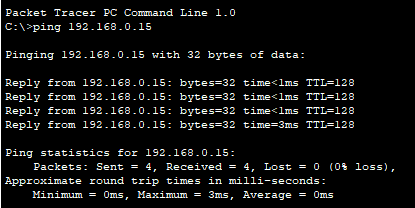 Packet Tracer PC Command Line 1.0
C:\>ping 192.168.0.15
Pinging 192.168.0.15 with 32 bytes of data:
Reply from 192.168.0.15: bytes=32 time<1ms TTL=128
Reply from 192.168.0.15: bytes=32 time<1ms TTL=128
Reply from 192.168.0.15: bytes=32 time<1ms TTL=128
Reply from 192.168.0.15: bytes=32 time=3ms TTL=128
Ping statistics for 192.168.0.15:
Packets: Sent = 4, Received = 4, Lost = 0 (0% loss),
Approximate round trip times in milli-seconds:
Minimum = 0ms, Maximum = 3ms, Average = 0ms